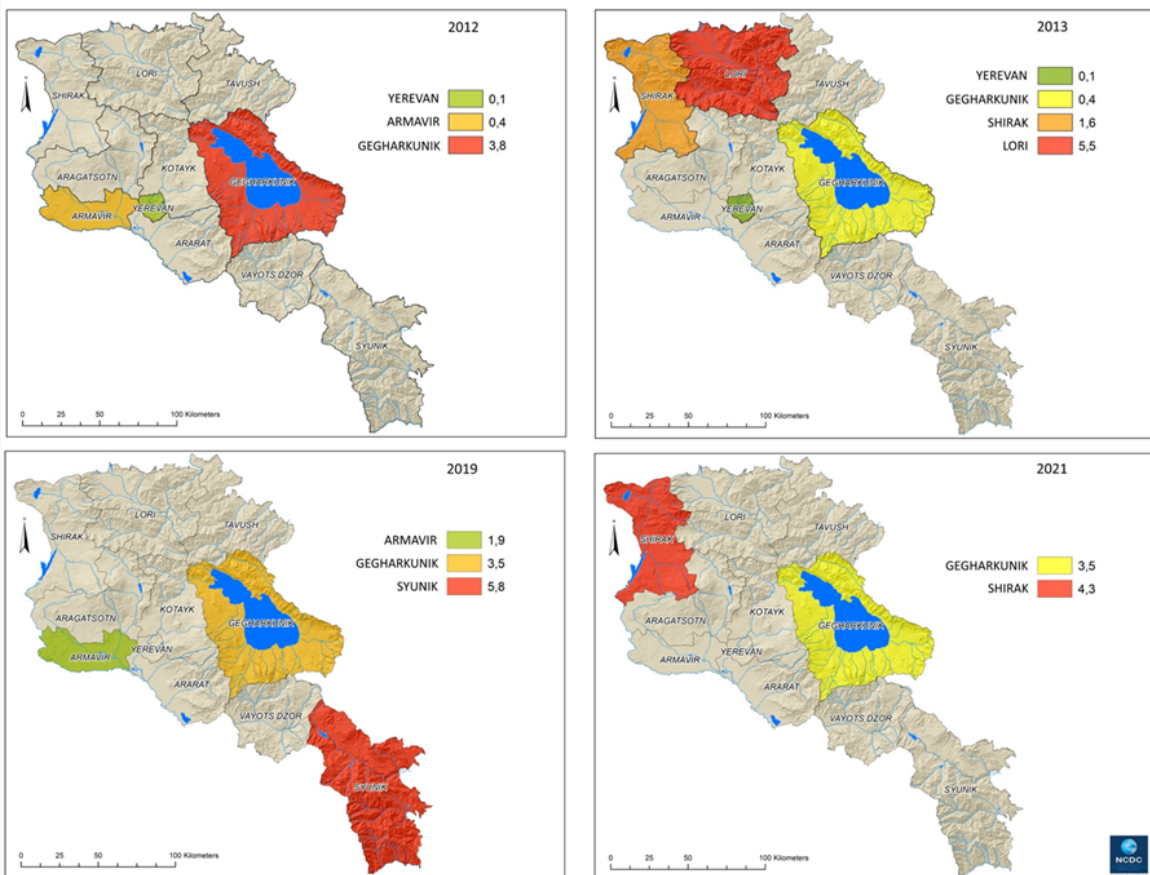 2012
YEREVAN 0,1
ARMAVIR 0,4
GEGHARKUNIK 3,8
LORI
TAVUSH
SHIRAK
KOTAYK
ARAGATSOTN
GEGHARKUNIK
ARMAVIR
YEREVAN
ARARAT
VAYOTS DZOR
SYUNIK
N
0 25 50 100 Kilometers
2013
YEREVAN 0,1
GEGHARKUNIK 0,4
SHIRAK 1,6
LORI 5,5
LORI
TAVUSH
SHIRAK
KOTAYK
ARAGATSOTN
GEGHARKUNIK
ARMAVIR
YEREVAN
ARARAT
VAYOTS DZOR
SYUNIK
N
0 25 50 100 Kilometers
2019
ARMAVIR 1,9
GEGHARKUNIK 3,5
SYUNIK 5,8
LORI
TAVUSH
SHIRAK
KOTAYK
ARAGATSOTN
GEGHARKUNIK
ARMAVIR
YEREVAN
ARARAT
VAYOTS DZOR
SYUNIK
N
0 25 50 100 Kilometers
2021
GEGHARKUNIK 3,5
SHIRAK 4,3
LORI
TAVUSH
SHIRAK
KOTAYK
ARAGATSOTN
GEGHARKUNIK
ARMAVIR
YEREVAN
ARARAT
VAYOTS DZOR
SYUNIK
N
0 25 50 100 Kilometers
NCDC